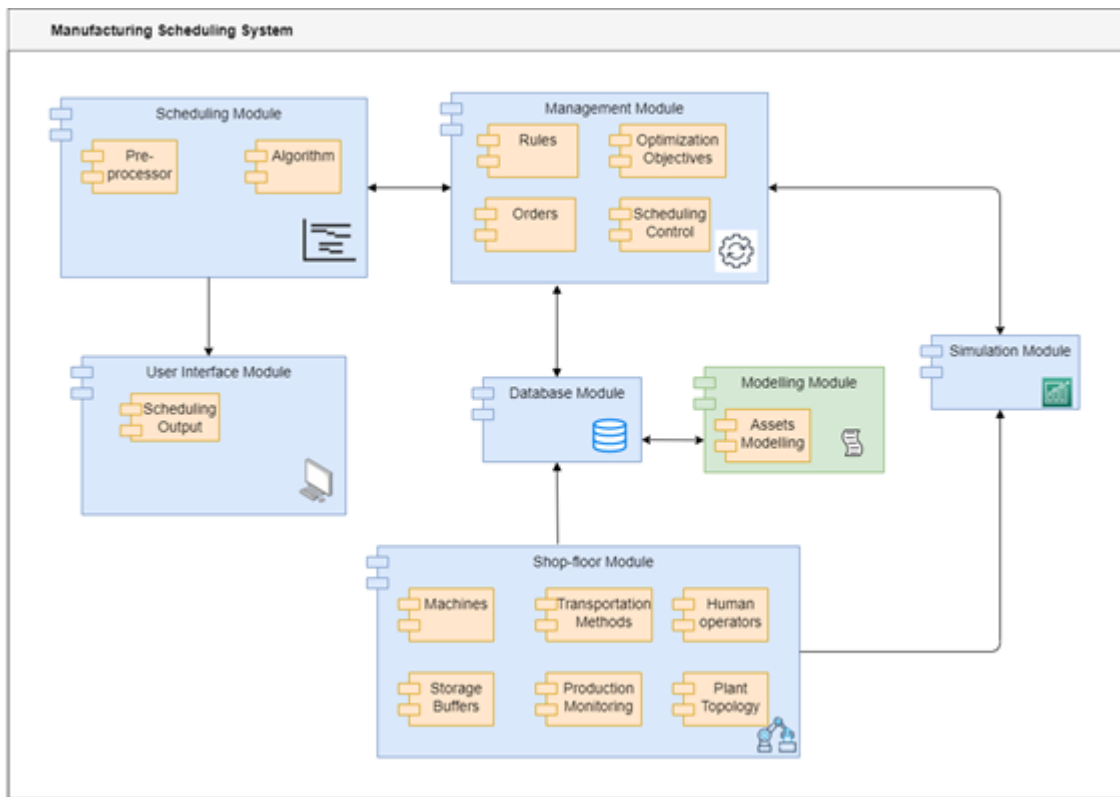 Manufacturing Scheduling System
Scheduling Module
Pre-
processor
Algorithm
Management Module
Rules
Optimization
Objectives
Orders
Scheduling
Control
User Interface Module
Scheduling
Output
Database Module
Modelling Module
Assets
Modelling
Simulation Module
Shop-floor Module
Machines
Transportation
Methods
Human
operators
Storage
Buffers
Production
Monitoring
Plant
Topology